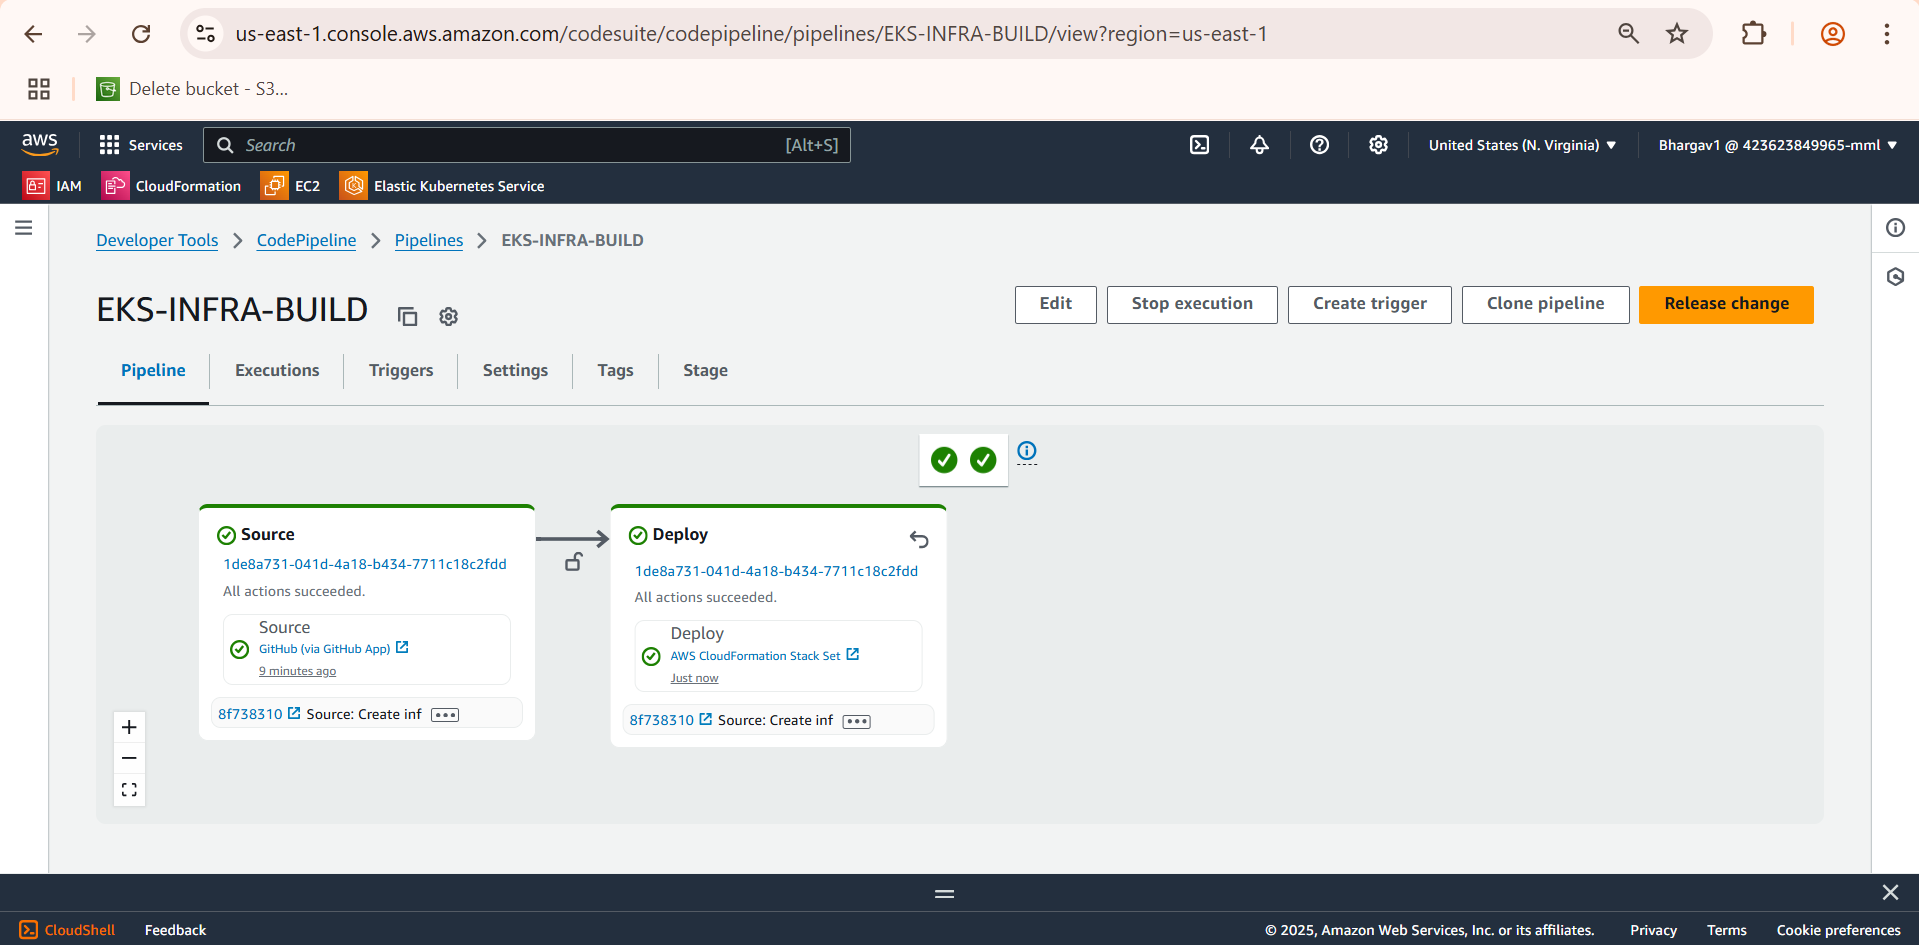 us-east-1.console.aws.amazon.com/codesuite/codepipeline/pipelines/EKS-INFRA-BUILD/view?region=us-east-1
Delete bucket - S3...
aws Services Search [Alt+S] United States (N. Virginia) Bhargav1 @ 423623849965-mml
IAM CloudFormation EC2 Elastic Kubernetes Service
Developer Tools CodePipeline Pipelines EKS-INFRA-BUILD
EKS-INFRA-BUILD Edit Stop execution Create trigger Clone pipeline Release change
Pipeline Executions Triggers Settings Tags Stage
Source
1de8a731-041d-4a18-b434-7711c18c2fdd
All actions succeeded.
Source
GitHub (via GitHub App)
9 minutes ago
8f738310 Source: Create inf
Deploy
1de8a731-041d-4a18-b434-7711c18c2fdd
All actions succeeded.
Deploy
AWS CloudFormation Stack Set
Just now
8f738310 Source: Create inf
CloudShell Feedback © 2025, Amazon Web Services, Inc. or its affiliates. Privacy Terms Cookie preferences